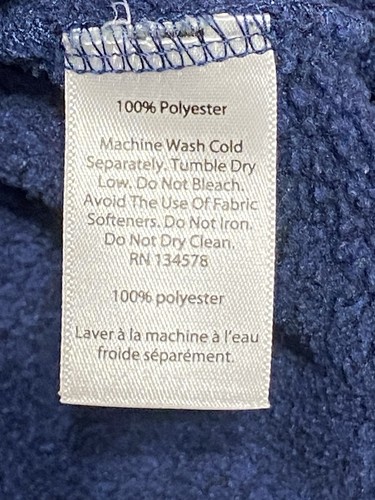 100% Polyester
Machine Wash Cold
Separately. Tumble Dry
Low. Do Not Bleach.
Avoid The Use Of Fabric
Softeners. Do Not Iron.
Do Not Dry Clean.
RN 134578
100% polyester
Laver à la machine à l'eau
froide séparément.